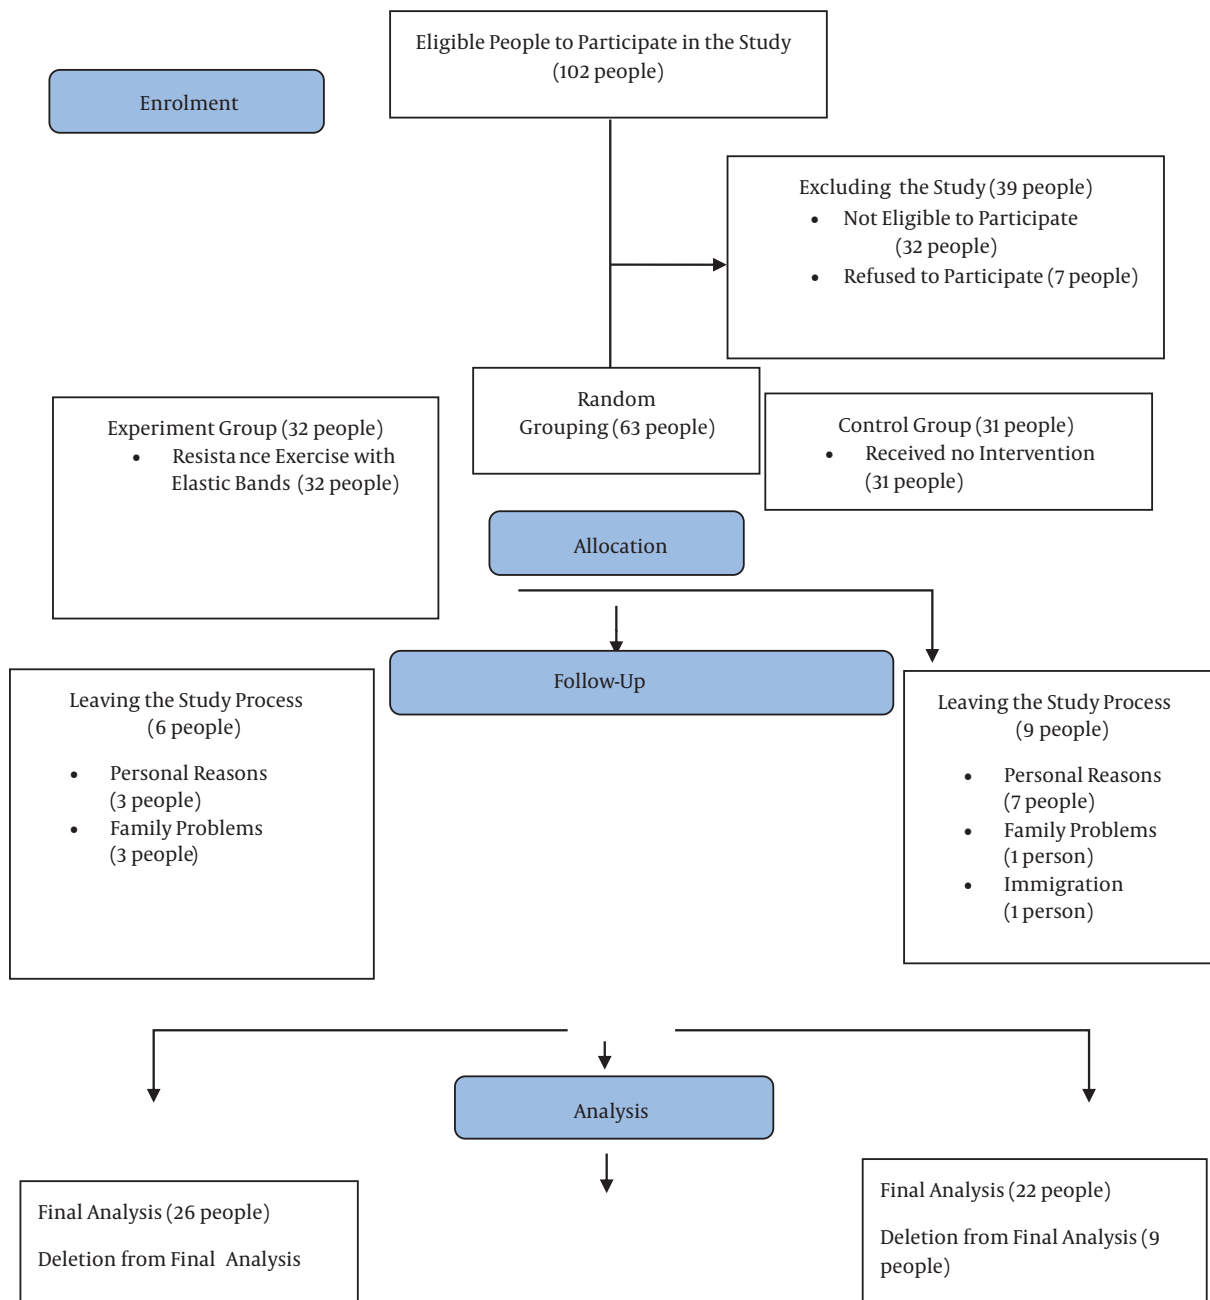 Eligible People to Participate in the Study
(102 people)
Enrolment
Excluding the Study (39 people)
• Not Eligible to Participate
(32 people)
• Refused to Participate (7 people)
Random
Grouping (63 people)
Experiment Group (32 people)
• Resistance Exercise with
Elastic Bands (32 people)
Control Group (31 people)
• Received no Intervention
(31 people)
Allocation
Follow-Up
Leaving the Study Process
(6 people)
• Personal Reasons
(3 people)
• Family Problems
(3 people)
Leaving the Study Process
(9 people)
• Personal Reasons
(7 people)
• Family Problems
(1 person)
• Immigration
(1 person)
Analysis
Final Analysis (26 people)
Deletion from Final Analysis
Final Analysis (22 people)
Deletion from Final Analysis (9
people)